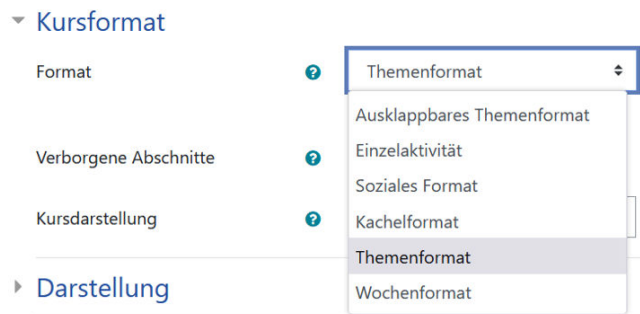 Kursformat
Format
Themenformat
Ausklappbares Themenformat
Verborgene Abschnitte
Einzelaktivität
Soziales Format
Kursdarstellung
Kachelformat
Themenformat
Darstellung
Wochenformat